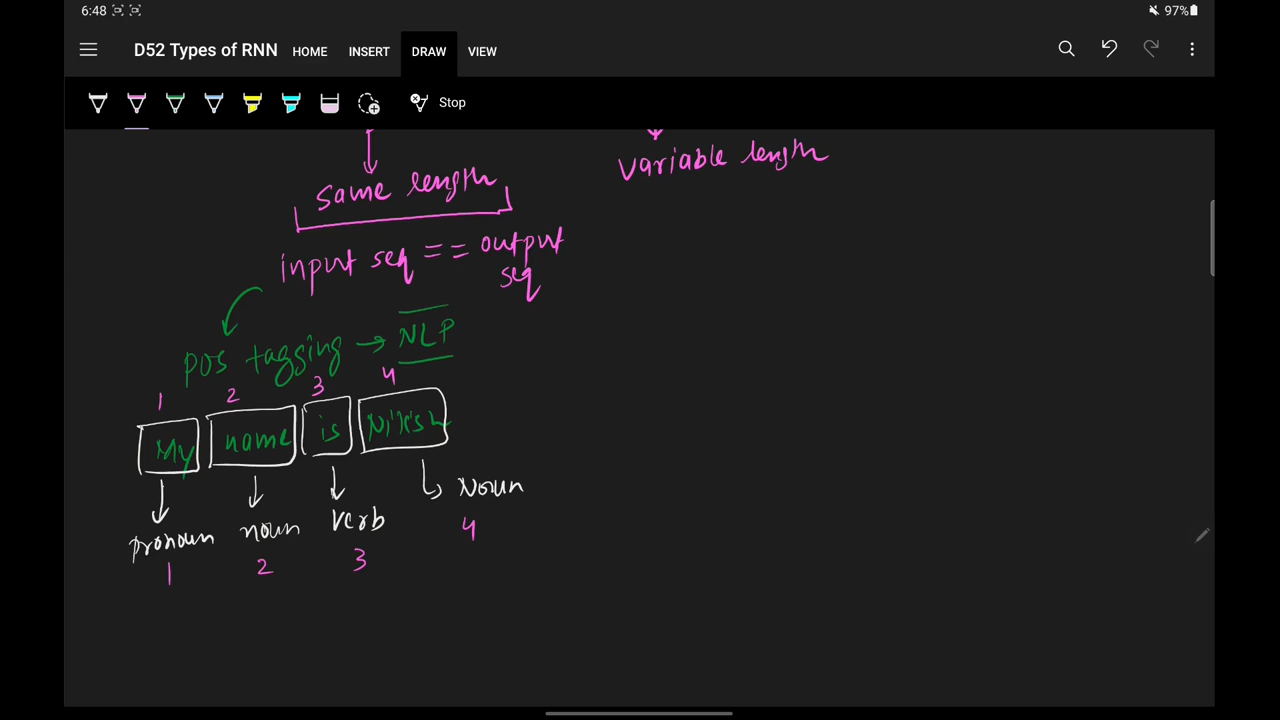 6:48 97%
D52 Types of RNN HOME INSERT DRAW VIEW
Stop
Same length
variable length
input seq == output
seq
POS tagging → NLP
1 2 3 4
My name is Nikish
pronoun noun verb Noun
1 2 3 4